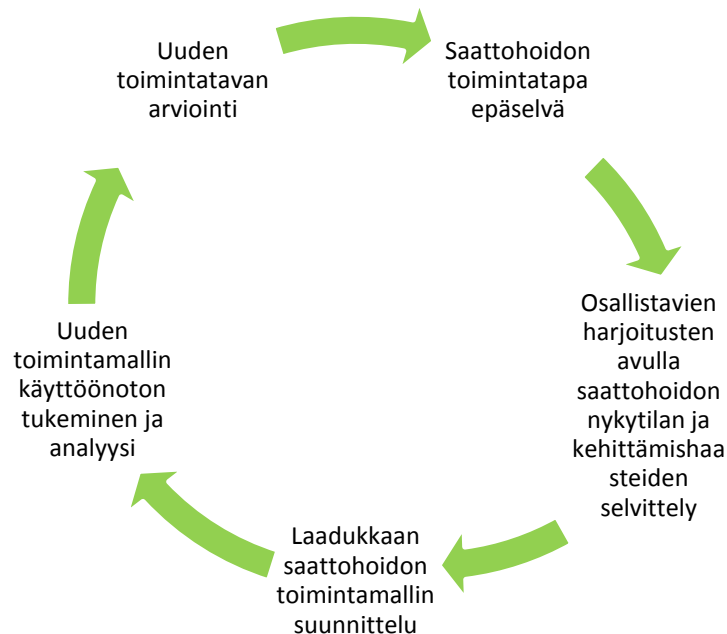 Uuden
toimintatavan
arviointi
Saattohoidon
toimintatapa
epäselvä
Osallistavien
harjoitusten
avulla
saattohoidon
nykytilan ja
kehittämishaa
steiden
selvittely
Laadukkaan
saattohoidon
toimintamallin
suunnittelu
Uuden
toimintamallin
käyttöönoton
tukeminen ja
analyysi